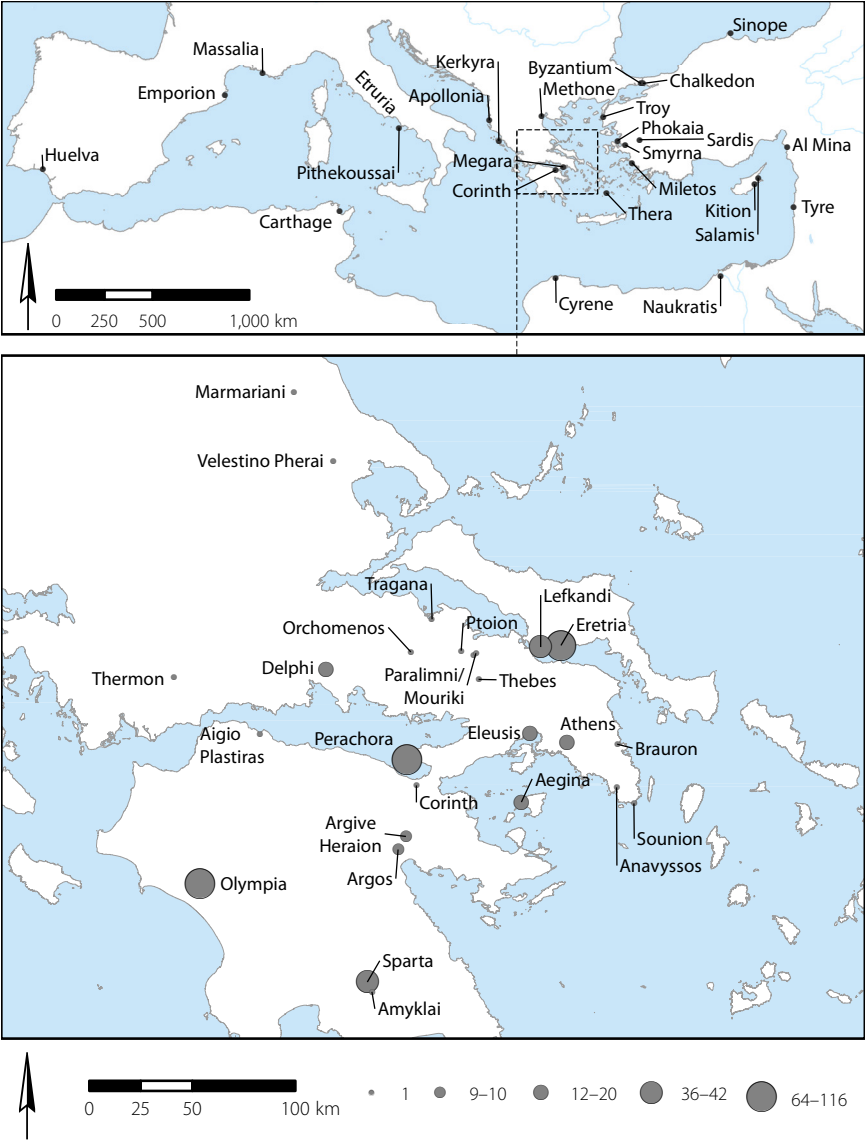 Sinope
Massalia
Kerkyra
Byzantium
Chalkedon
Methone
Emporion
Etruria
Apollonia
Troy
Phokaia
Sardis
Al Mina
Huelva
Smyrna
Pithekoussai
Megara
Corinth
Miletos
Kition
Tyre
Carthage
Thera
Salamis
Cyrene
Naukratis
0 250 500 1,000 km
Marmariani
Velestino Pherai
Tragana
Lefkandi
Orchomenos
Ptoion
Eretria
Delphi
Paralimni/
Mouriki
Thebes
Thermon
Aigio
Plastiras
Perachora
Eleusis
Athens
Brauron
Aegina
Corinth
Argive
Heraion
Sounion
Argos
Anavyssos
Olympia
Sparta
Amyklai
0 25 50 100 km
1 9–10 12–20 36–42 64–116